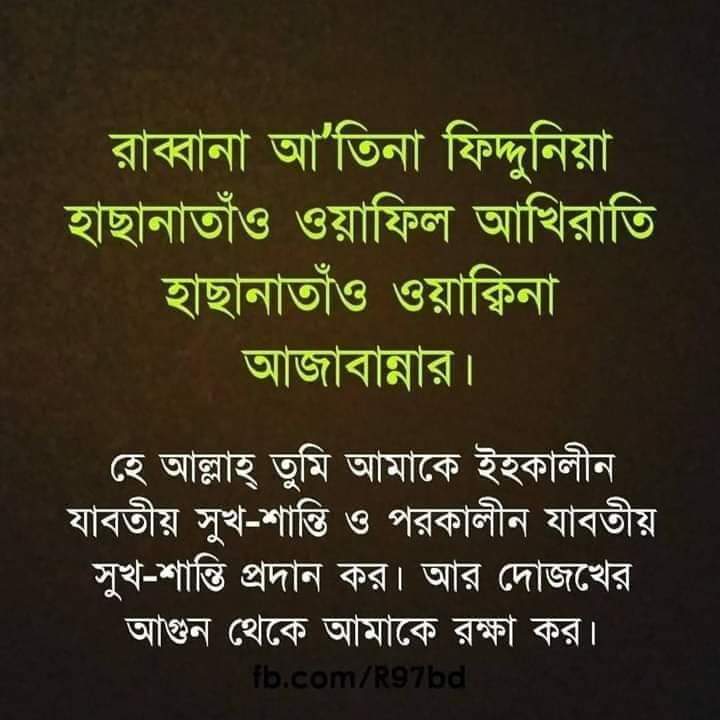 রাব্বানা আ'তিনা ফিদ্দুনিয়া
হাছানাতাঁও ওয়াফিল আখিরাতি
হাছানাতাঁও ওয়াক্বিনা
আজাবান্নার।
হে আল্লাহ্ তুমি আমাকে ইহকালীন
যাবতীয় সুখ-শান্তি ও পরকালীন যাবতীয়
সুখ-শান্তি প্রদান কর। আর দোজখের
আগুন থেকে আমাকে রক্ষা কর।
fb.com/R97bd